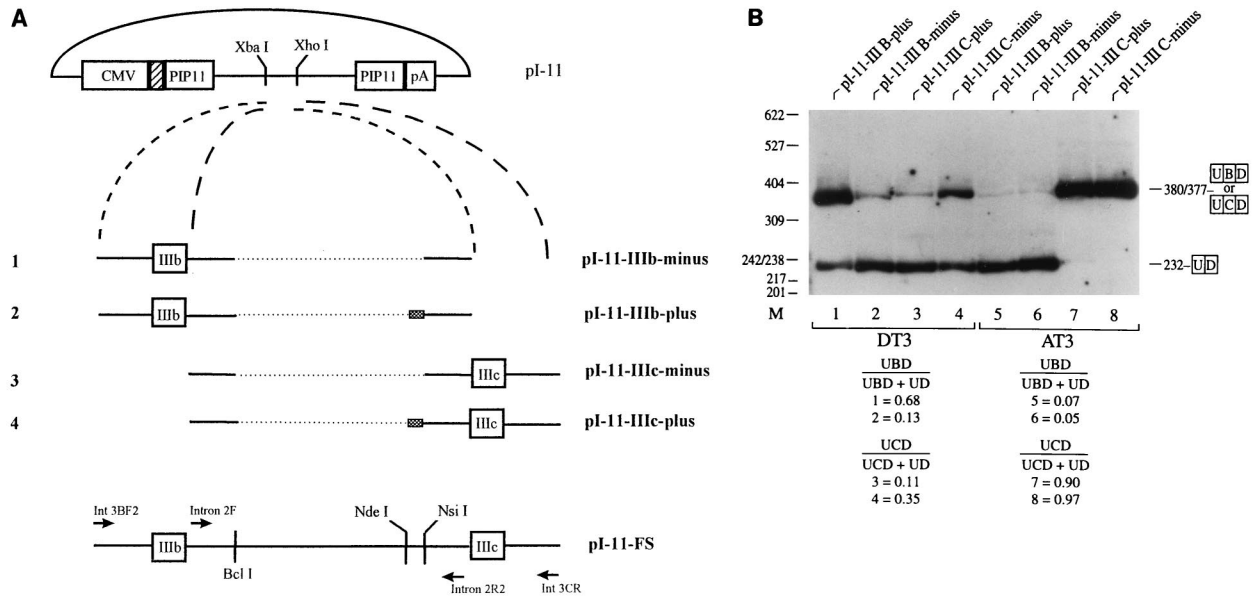 A
Xba I
Xho I
CMV
PIP11
PIP11
pA
pI-11
1
IIIb
pI-11-IIIb-minus
2
IIIb
pI-11-IIIb-plus
3
IIIc
pI-11-IIIc-minus
4
IIIc
pI-11-IIIc-plus
Int 3BF2
Intron 2F
Nde I
Nsi I
IIIb
IIIc
pI-11-FS
Bcl I
Intron 2R2
Int 3CR
B
pI-11-III B-plus
pI-11-III B-minus
pI-11-III C-plus
pI-11-III C-minus
pI-11-III B-plus
pI-11-III B-minus
pI-11-III C-plus
pI-11-III C-minus
622
527
404
309
242/238
217
201
380/377
UBD
or
UCD
232
UD
M 1 2 3 4 5 6 7 8
DT3 AT3
UBD
UBD + UD
1 = 0.68
2 = 0.13
UCD
UCD + UD
3 = 0.11
4 = 0.35
UBD
UBD + UD
5 = 0.07
6 = 0.05
UCD
UCD + UD
7 = 0.90
8 = 0.97